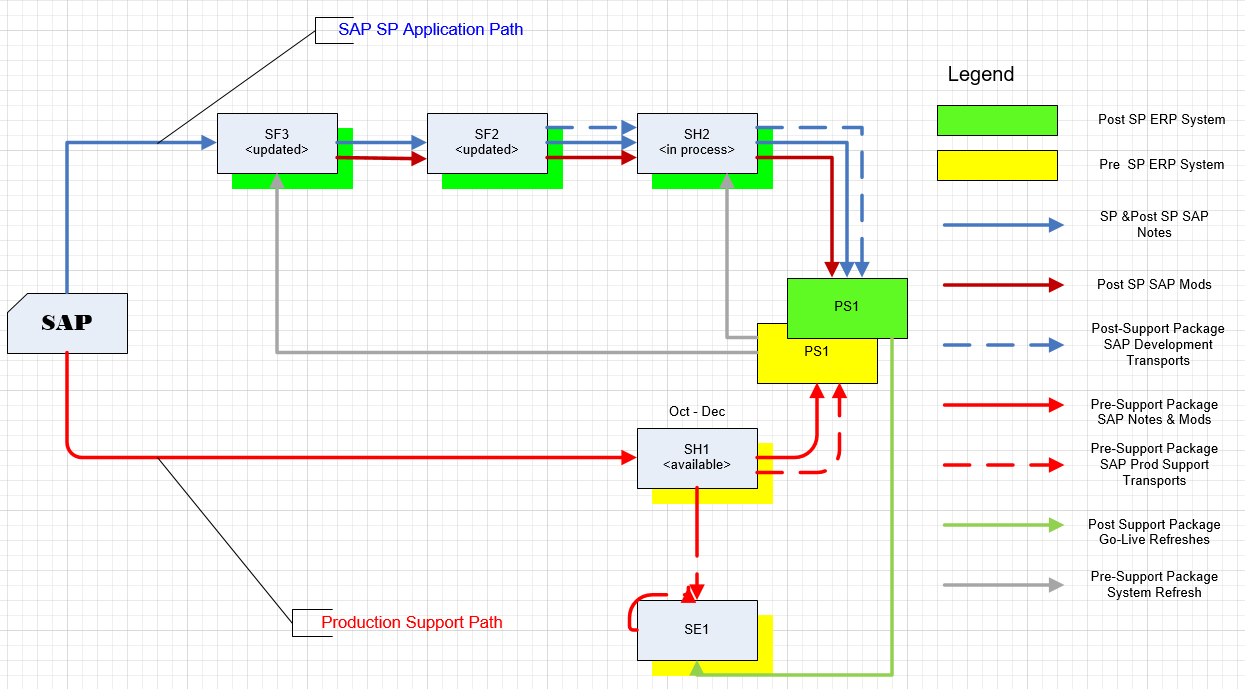 SAP SP Application Path
Legend
SF3
<updated>
SF2
<updated>
SH2
<in process>
Post SP ERP System
Pre SP ERP System
SP &Post SP SAP
Notes
Post SP SAP Mods
Post-Support Package
SAP Development
Transports
Pre-Support Package
SAP Notes & Mods
Pre-Support Package
SAP Prod Support
Transports
Post Support Package
Go-Live Refreshes
Pre-Support Package
System Refresh
SAP
PS1
PS1
Oct - Dec
SH1
<available>
Production Support Path
SE1